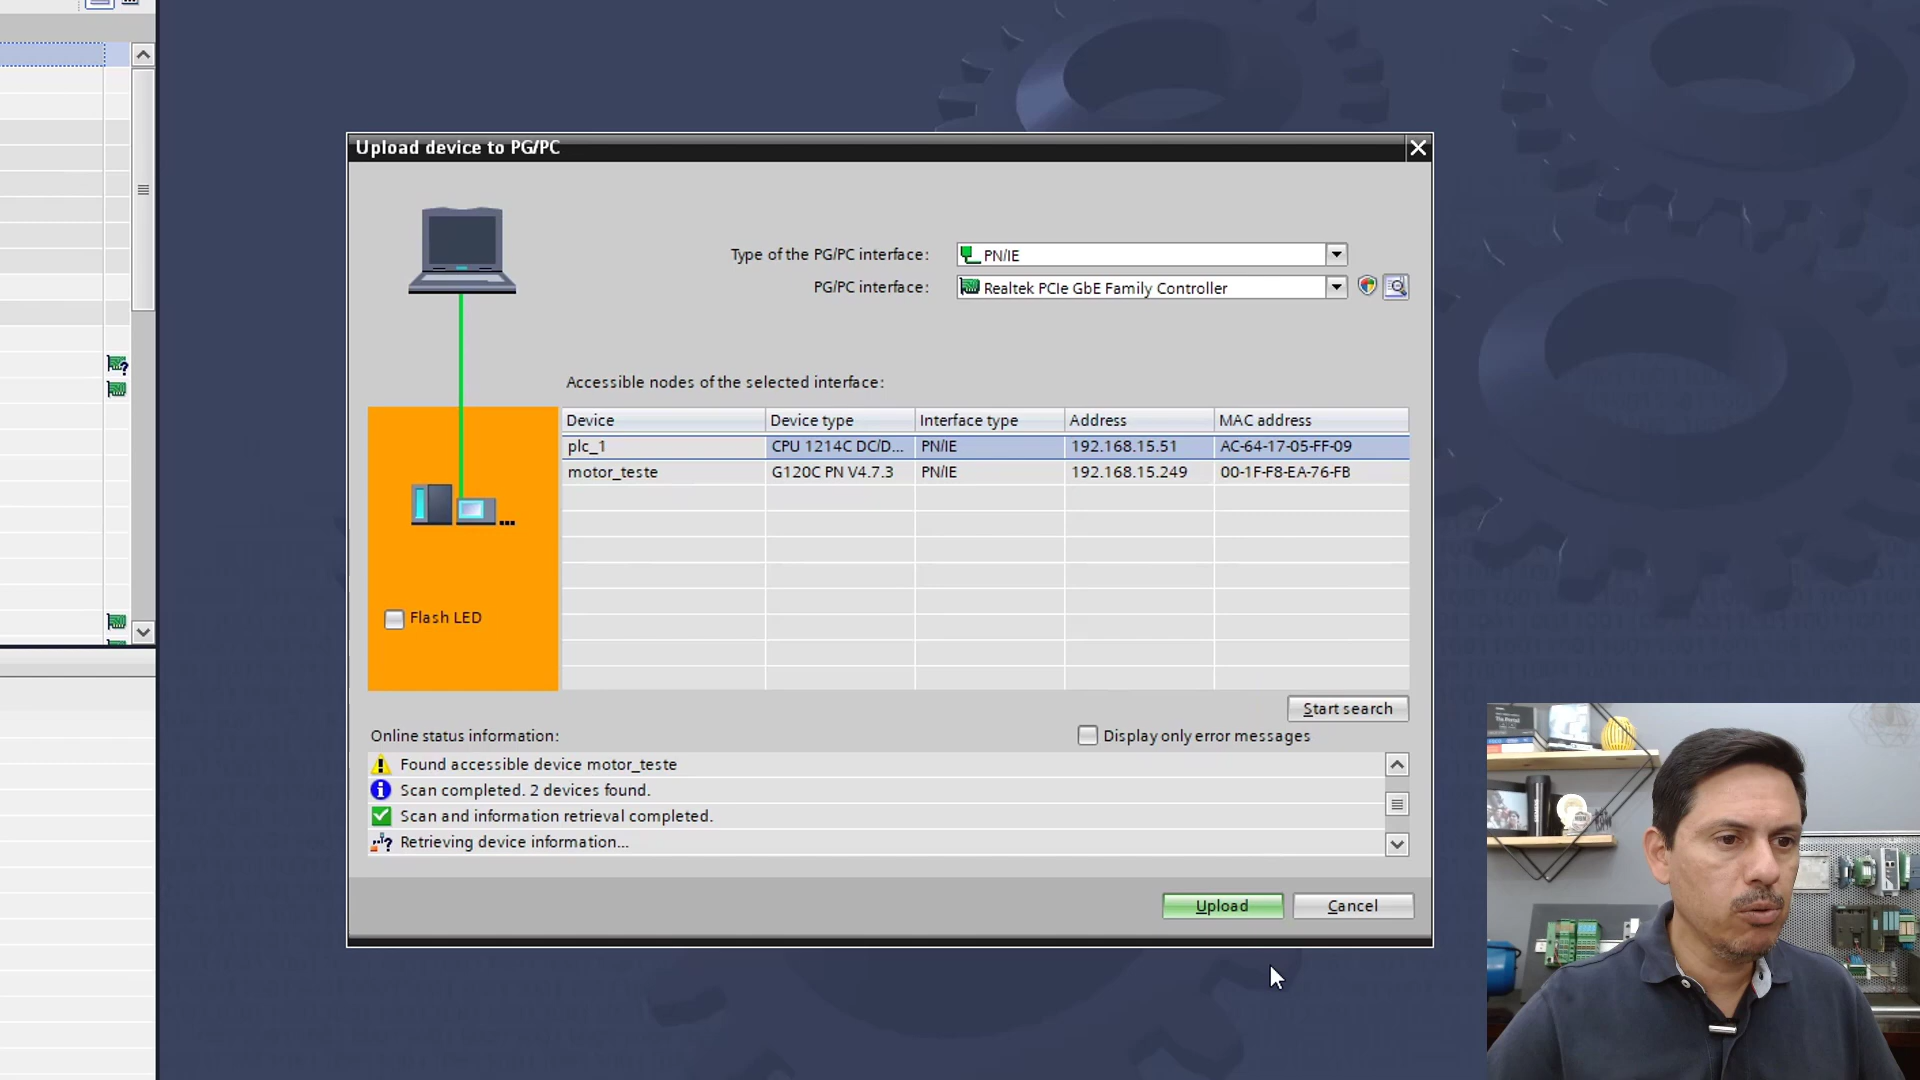 Upload device to PG/PC
Type of the PG/PC interface:
PN/IE
PG/PC interface:
Realtek PCIe GbE Family Controller
Accessible nodes of the selected interface:
Device Device type Interface type Address MAC address
plc_1 CPU 1214C DC/D... PN/IE 192.168.15.51 AC-64-17-05-FF-09
motor_teste G120C PN V4.7.3 PN/IE 192.168.15.249 00-1F-F8-EA-76-FB
Flash LED
Start search
Online status information:
Display only error messages
Found accessible device motor_teste
Scan completed. 2 devices found.
Scan and information retrieval completed.
Retrieving device information...
Upload
Cancel